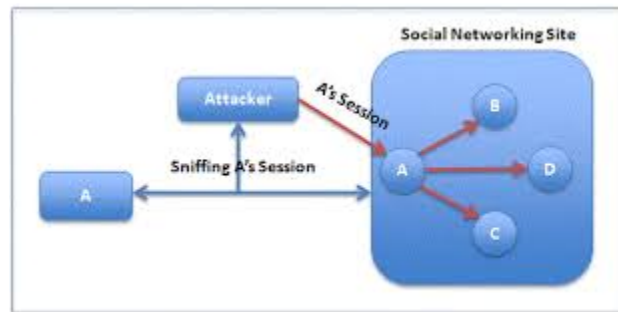 Social Networking Site
Attacker
A's Session
B
Sniffing A's Session
A
D
A
C